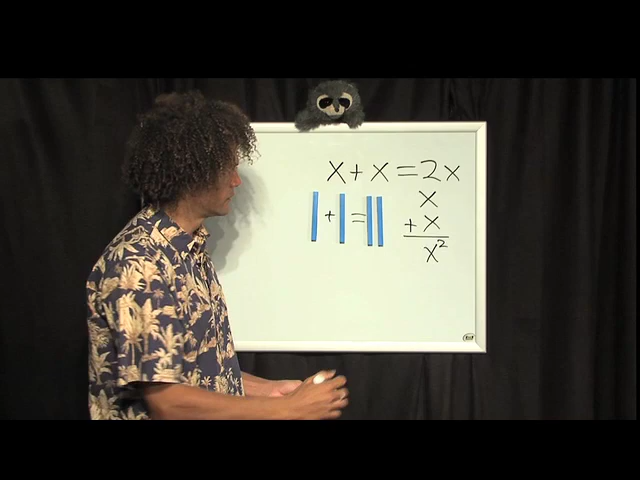 x + x = 2x
+ =
x
+ x
x²